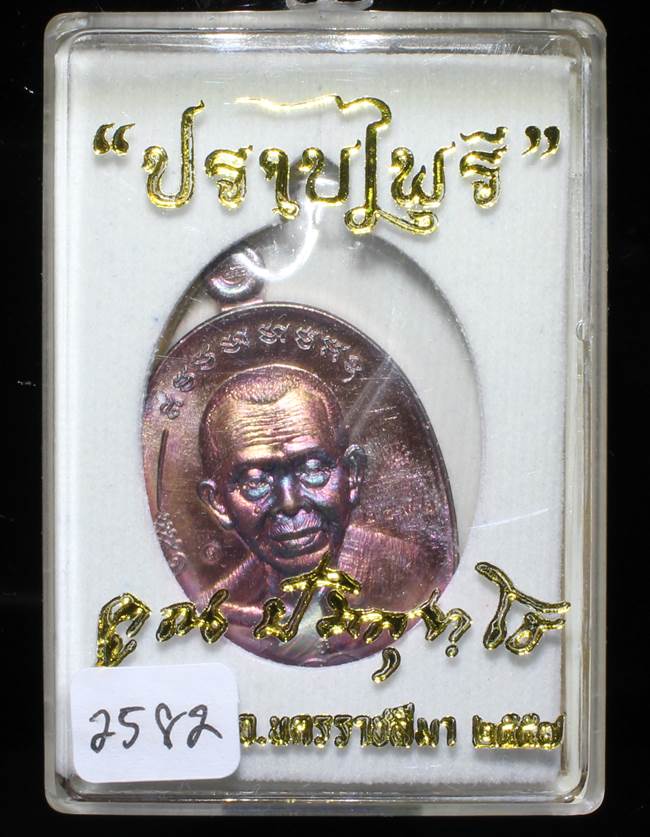 “ปราบไพรี”
คูณ ปริสุทฺโธ
2582
จ.นครราชสีมา ๒๕๕๗